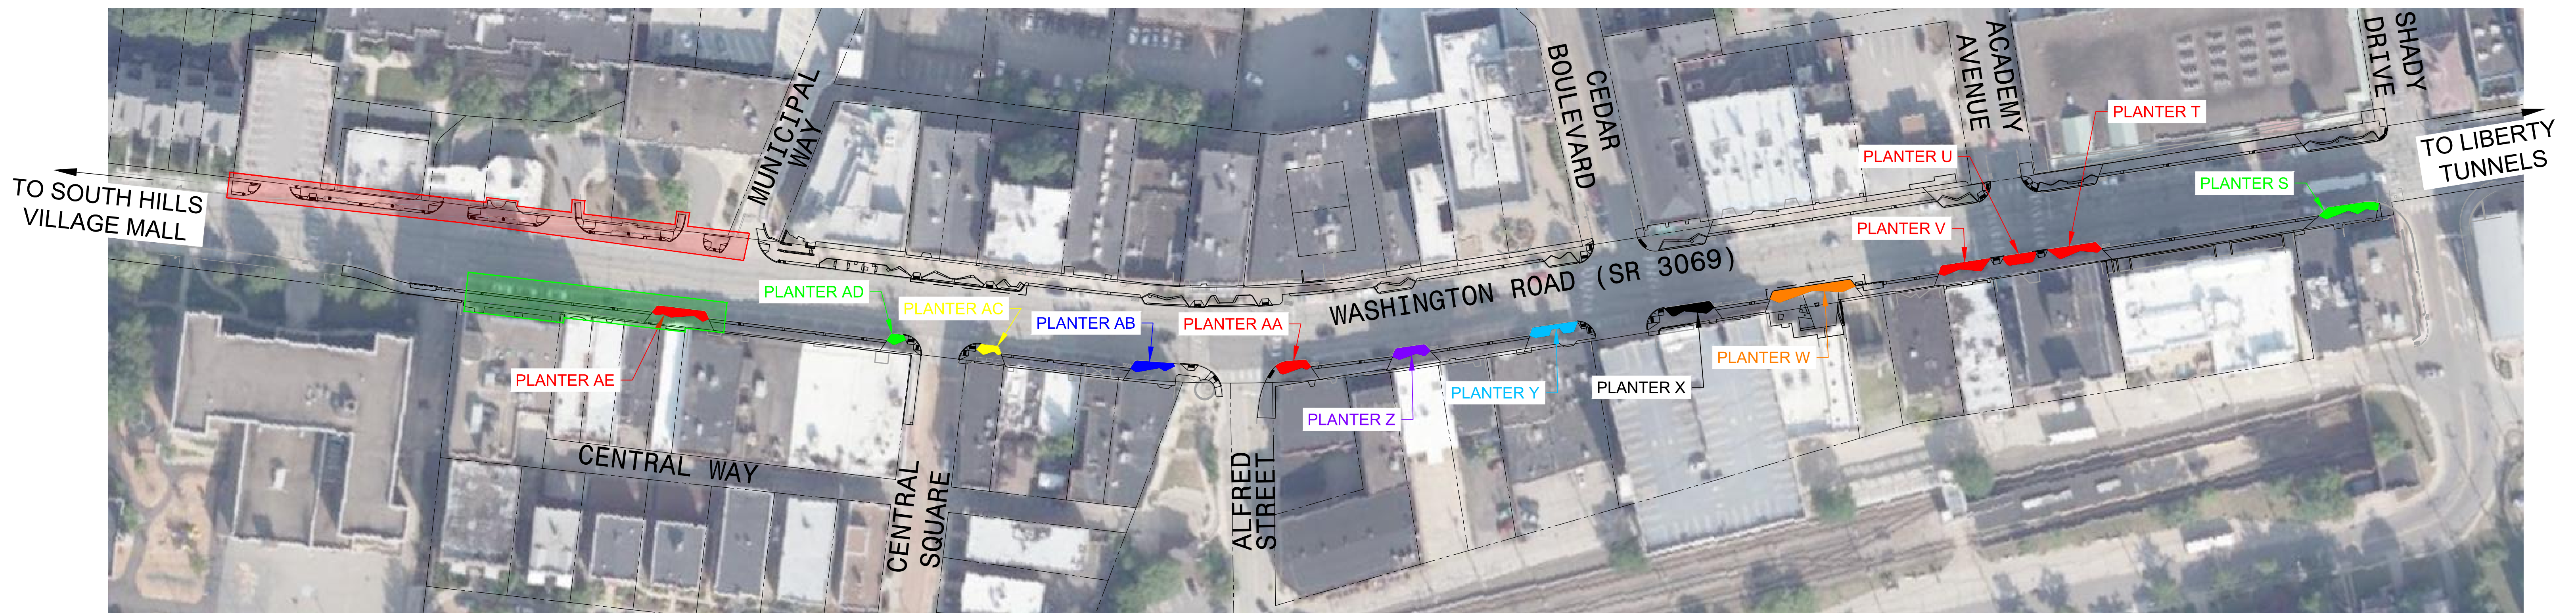 TO SOUTH HILLS
VILLAGE MALL
MUNICIPAL
WAY
CEDAR
BOULEVARD
ACADEMY
AVENUE
SHADY
DRIVE
TO LIBERTY
TUNNELS
PLANTER T
PLANTER U
PLANTER S
PLANTER V
WASHINGTON ROAD (SR 3069)
PLANTER AD
PLANTER AC
PLANTER AB
PLANTER AA
PLANTER W
PLANTER AE
PLANTER X
PLANTER Y
PLANTER Z
CENTRAL WAY
CENTRAL
SQUARE
ALFRED
STREET